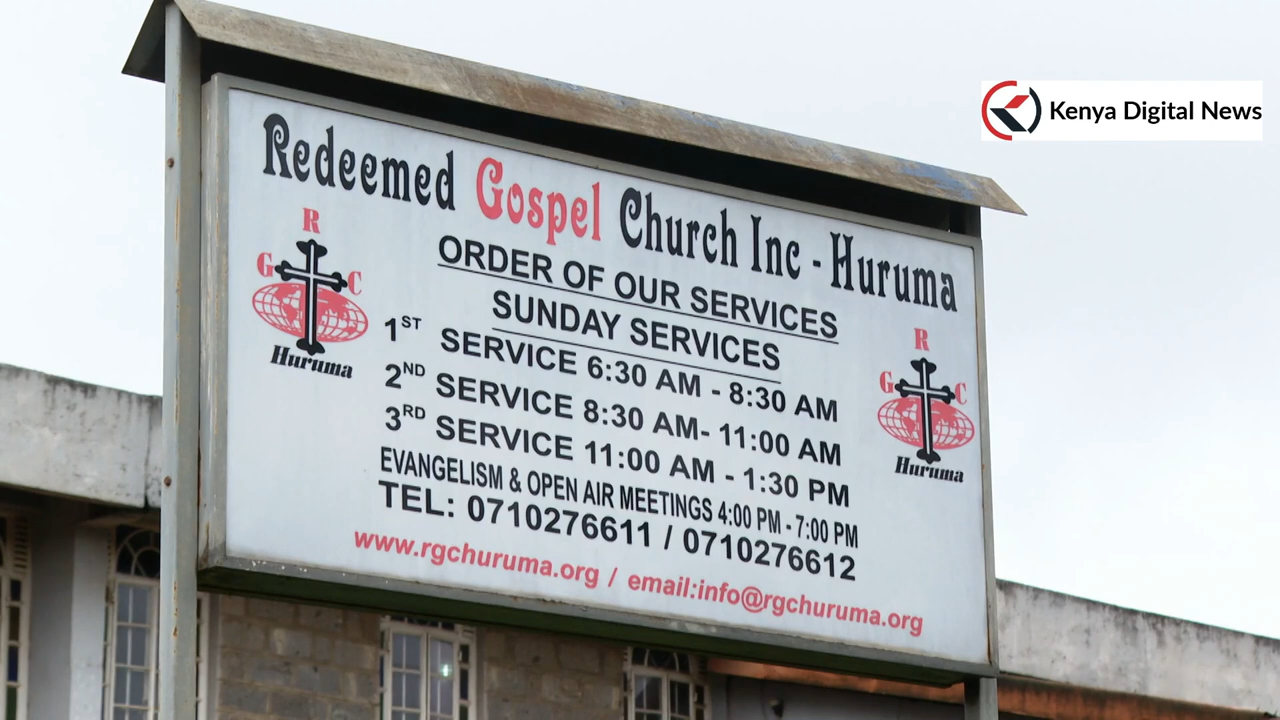 Kenya Digital News
Redeemed Gospel Church Inc - Huruma
ORDER OF OUR SERVICES
SUNDAY SERVICES
1ST SERVICE 6:30 AM - 8:30 AM
2ND SERVICE 8:30 AM- 11:00 AM
3RD SERVICE 11:00 AM - 1:30 PM
EVANGELISM & OPEN AIR MEETINGS 4:00 PM - 7:00 PM
TEL: 0710276611 / 0710276612
www.rgchuruma.org / email:info@rgchuruma.org
R
G C
Huruma
R
G C
Huruma